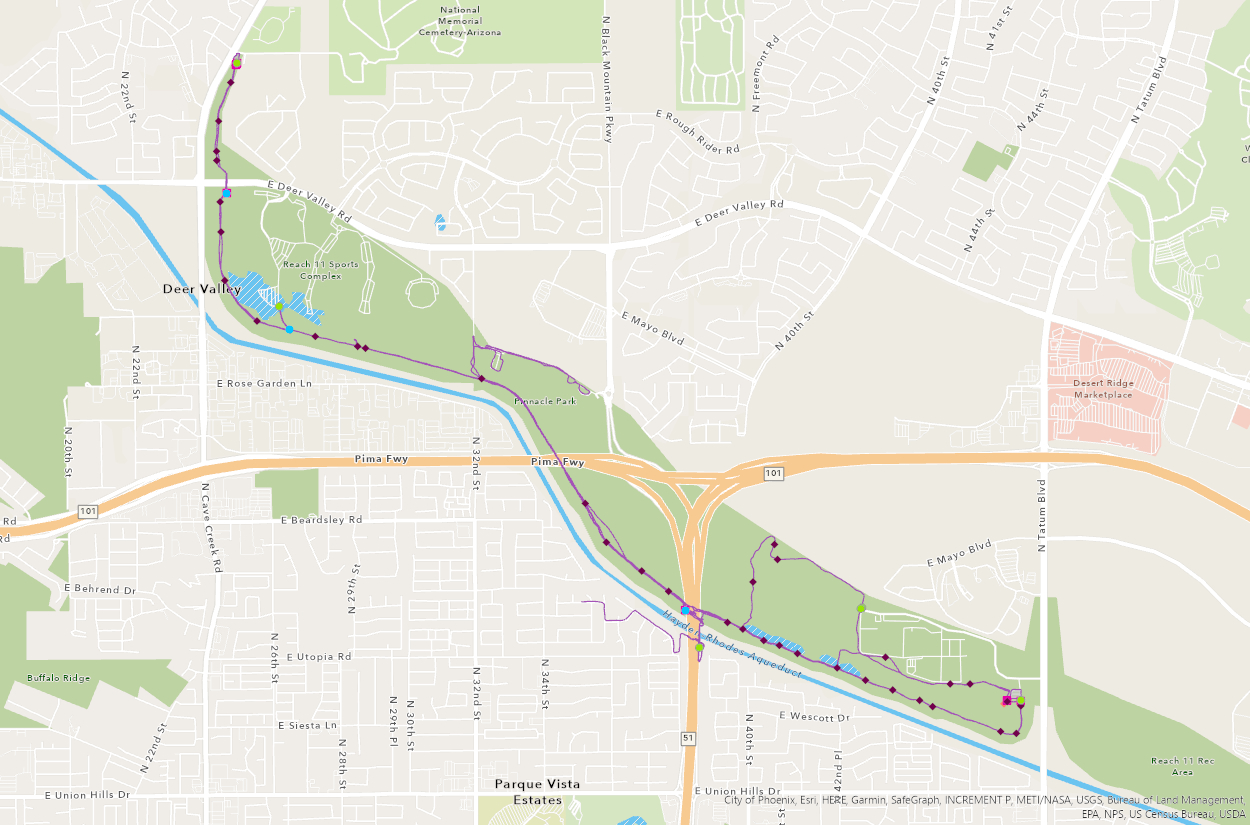 National
Memorial
Cemetery-Arizona
N Black Mountain Pkwy
N 41st St
N Freemont Rd
N 40th St
N Tatum Blvd
N 22nd St
N 44th St
E Rough Rider Rd
P
E Deer Valley Rd
E Deer Valley Rd
N 44th St
Reach 11 Sports
Complex
Deer Valley
E Mayo Blvd
N 40th St
N 22nd St
E Rose Garden Ln
Desert Ridge
Marketplace
Pinnacle Park
N 20th St
N 32nd St
Pima Fwy
Pima Fwy
101
101
N Cave Creek Rd
N Tatum Blvd
Rd
E Beardsley Rd
Rd
E Mayo Blvd
E Behrend Dr
N 29th St
Hayden Rhodes Aqueduct
N 26th St
E Utopia Rd
N 32nd St
N 34th St
Buffalo Ridge
N 29th Pl
N 30th St
E Siesta Ln
E Wescott Dr
N 22nd St
N 28th St
51
N 40th St
42nd Pl
Reach 11 Rec
Area
Parque Vista
Estates
E Union Hills Dr
E Union Hills Dr
City of Phoenix, Esri, HERE, Garmin, SafeGraph, INCREMENT P, METI/NASA, USGS, Bureau of Land Management,
EPA, NPS, US Census Bureau, USDA